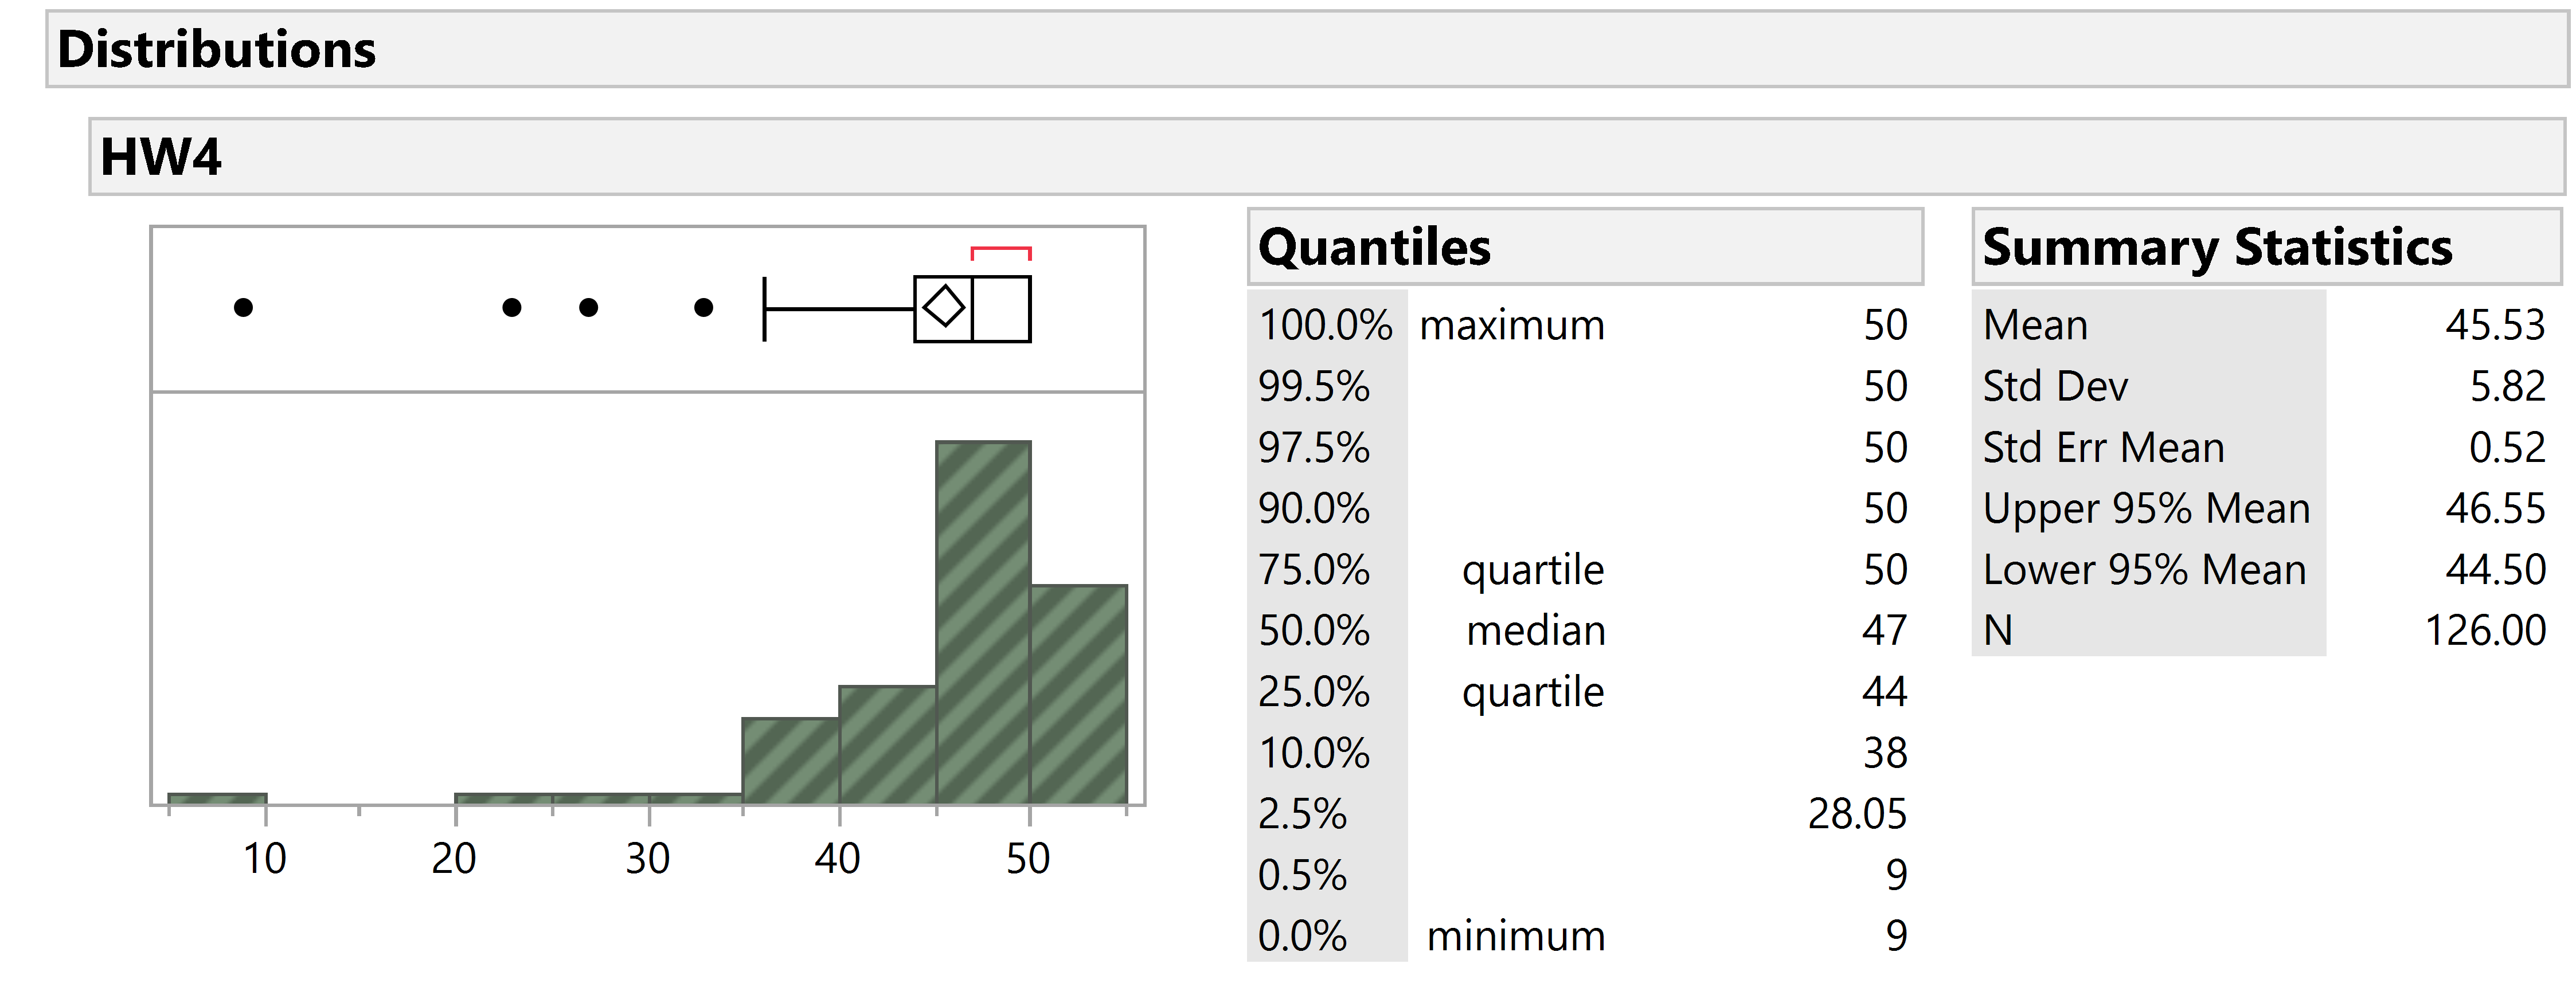 Distributions
HW4
10 20 30 40 50
Quantiles
100.0% maximum 50
99.5% 50
97.5% 50
90.0% 50
75.0% quartile 50
50.0% median 47
25.0% quartile 44
10.0% 38
2.5% 28.05
0.5% 9
0.0% minimum 9
Summary Statistics
Mean 45.53
Std Dev 5.82
Std Err Mean 0.52
Upper 95% Mean 46.55
Lower 95% Mean 44.50
N 126.00